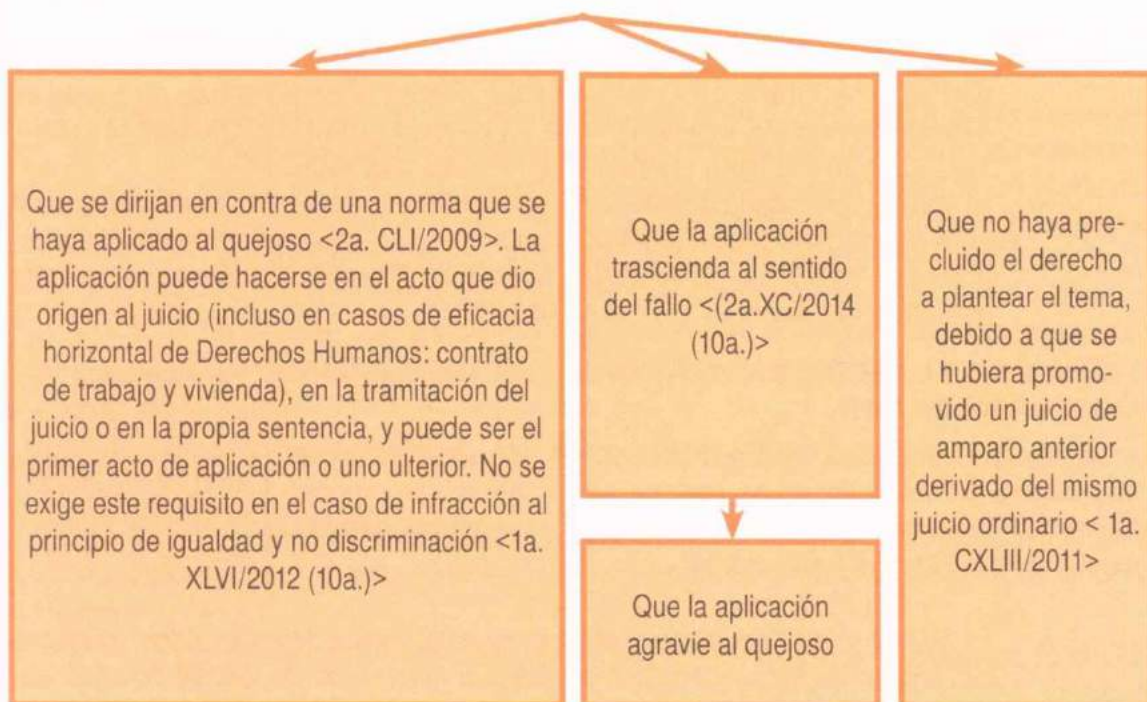 Que se dirijan en contra de una norma que se
haya aplicado al quejoso <2a. CLI/2009>. La
aplicación puede hacerse en el acto que dio
origen al juicio (incluso en casos de eficacia
horizontal de Derechos Humanos: contrato
de trabajo y vivienda), en la tramitación del
juicio o en la propia sentencia, y puede ser el
primer acto de aplicación o uno ulterior. No se
exige este requisito en el caso de infracción al
principio de igualdad y no discriminación <1a.
XLVI/2012 (10a.)>
Que la aplicación
trascienda al sentido
del fallo <(2a.XC/2014
(10a.)>
Que la aplicación
agravie al quejoso
Que no haya pre-
cluido el derecho
a plantear el tema,
debido a que se
hubiera promo-
vido un juicio de
amparo anterior
derivado del mismo
juicio ordinario < 1a.
CXLIII/2011>